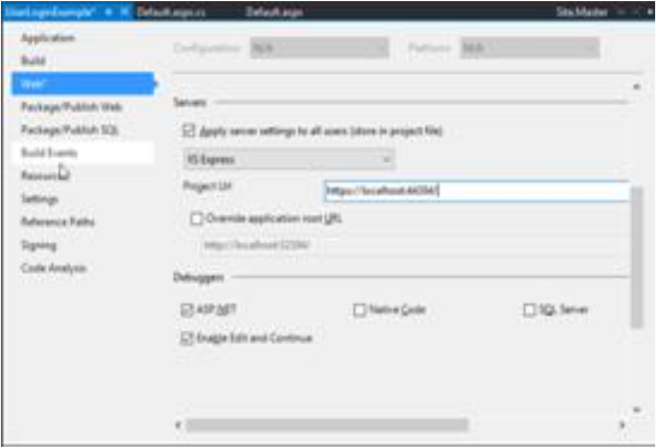 UserLoginExample*
Default.aspx.cs
Default.aspx
Site.Master
Application
Build
Web*
Package/Publish Web
Package/Publish SQL
Build Events
Resources
Settings
Reference Paths
Signing
Code Analysis
Configuration: N/A
Platform: N/A
Servers
Apply server settings to all users (store in project file)
IIS Express
Project Url
https://localhost:44394/
Override application root URL
Debuggers
ASP.NET
Native Code
SQL Server
Enable Edit and Continue